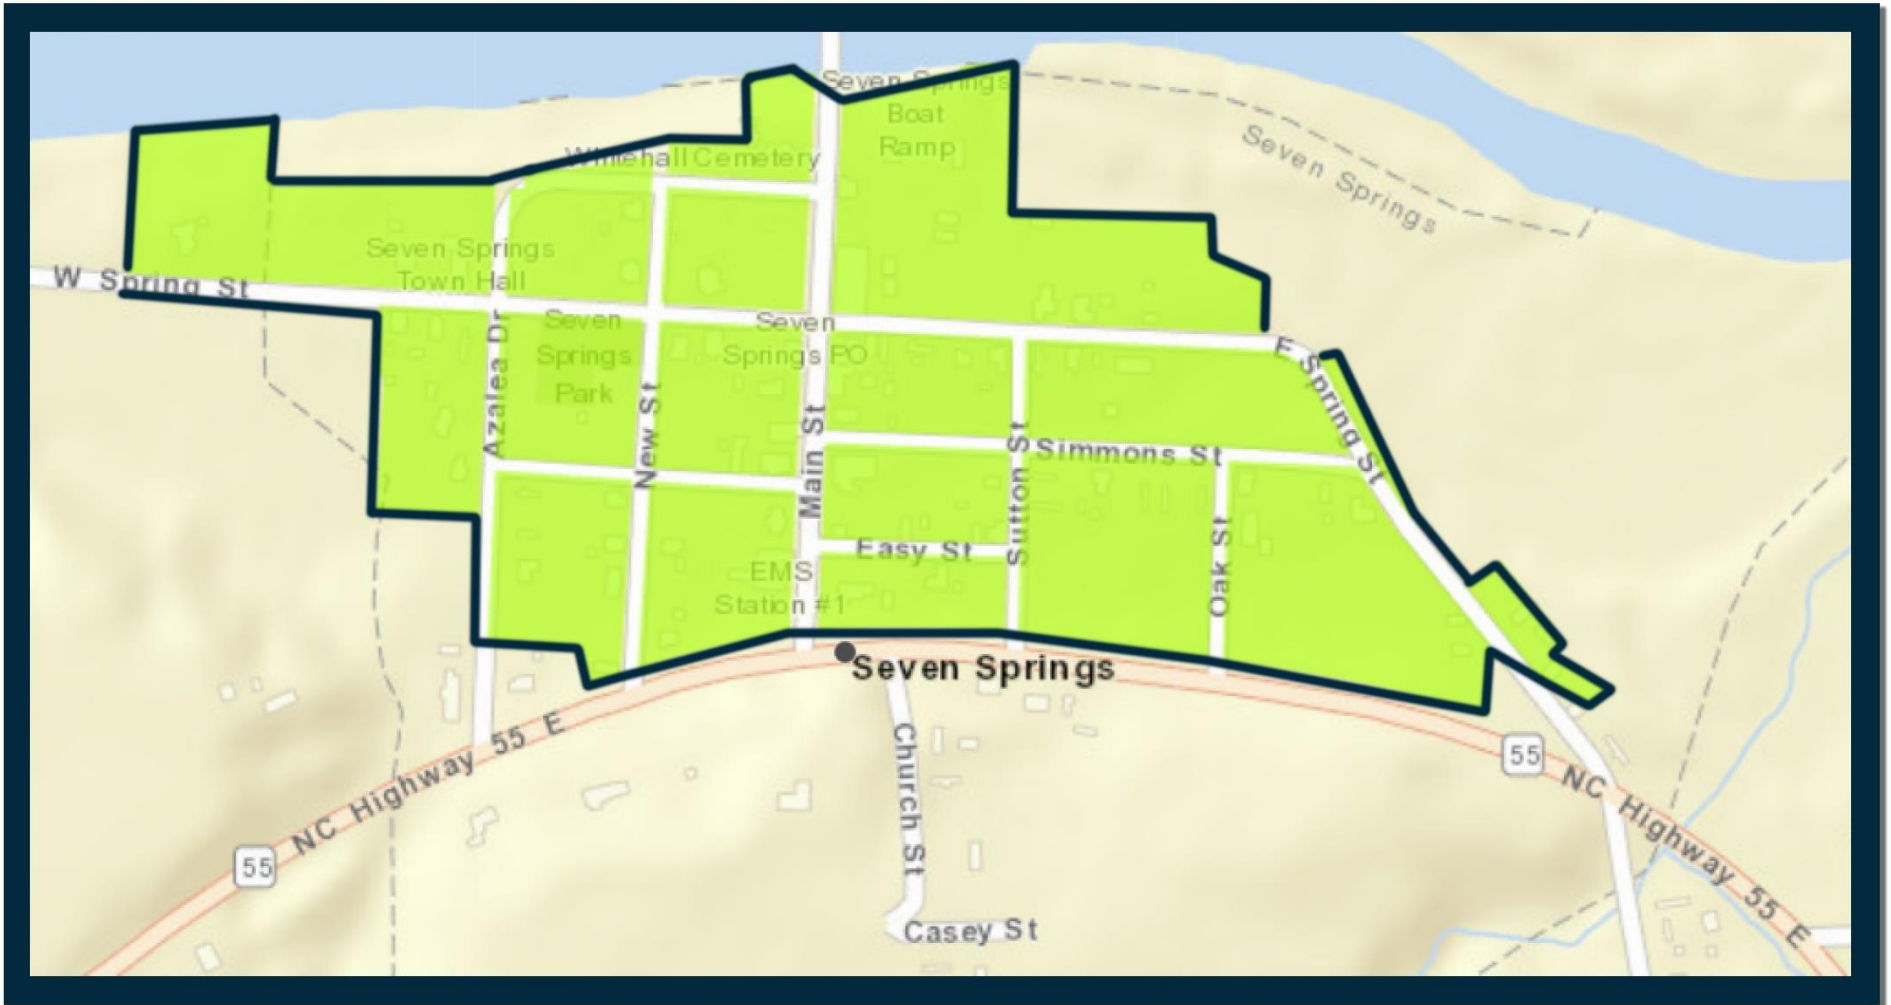 Seven Springs
Boat
Ramp
Whitehall Cemetery
Seven Springs
Seven Springs
Town Hall
W Spring St
Seven
Springs
Park
Seven
Springs PO
E Spring St
Azalea Dr
New St
Main St
Sutton St
Simmons St
Oak St
Easy St
EMS
Station #1
Seven Springs
NC Highway 55 E
55
55
NC Highway 55 E
Church St
Casey St